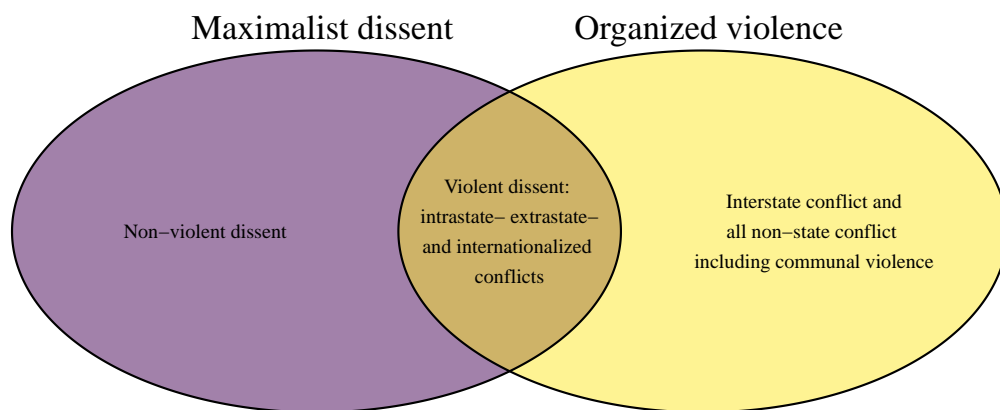 Maximalist dissent
Organized violence
Non−violent dissent
Violent dissent:
intrastate− extrastate−
and internationalized
conflicts
Interstate conflict and
all non−state conflict
including communal violence